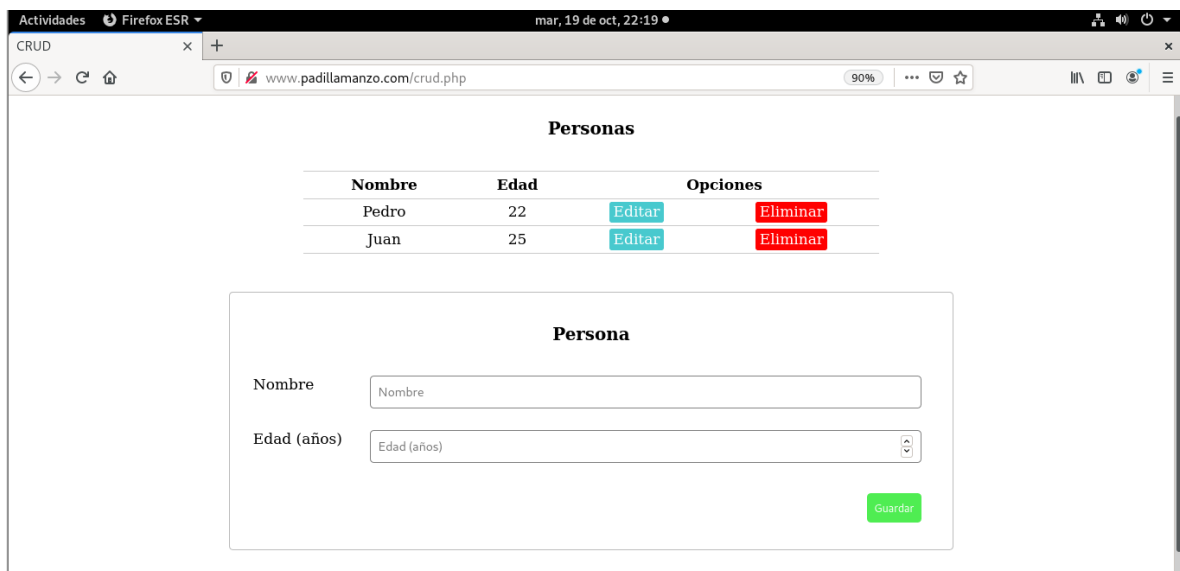 Actividades Firefox ESR mar, 19 de oct, 22:19
CRUD
www.padillamanzo.com/crud.php 90%
Personas
Nombre Edad Opciones
Pedro 22 Editar Eliminar
Juan 25 Editar Eliminar
Persona
Nombre Nombre
Edad (años) Edad (años)
Guardar